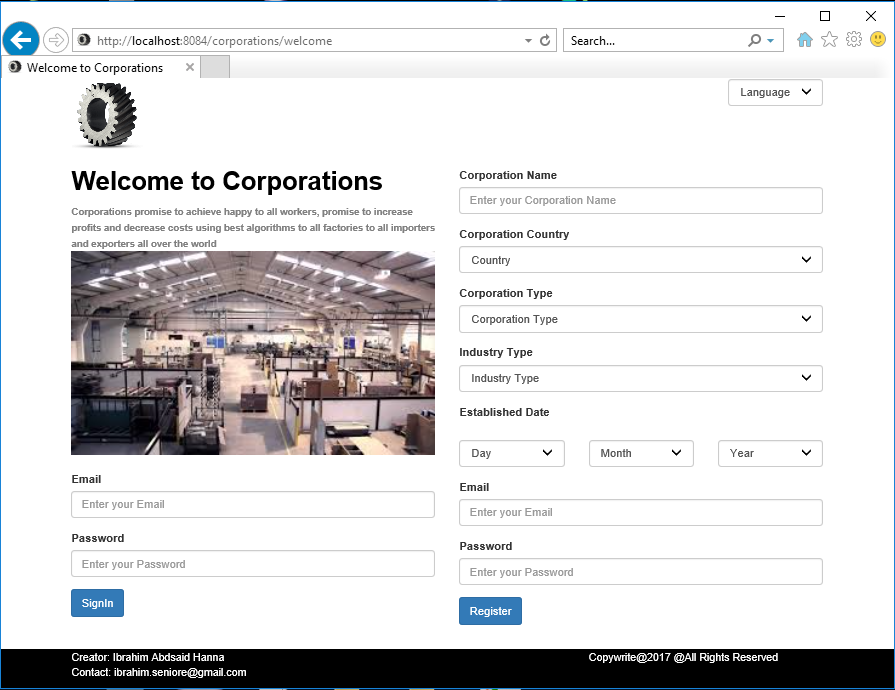 http://localhost:8084/corporations/welcome
Search...
Welcome to Corporations
Language
Welcome to Corporations
Corporations promise to achieve happy to all workers, promise to increase
profits and decrease costs using best algorithms to all factories to all importers
and exporters all over the world
Email
Enter your Email
Password
Enter your Password
SignIn
Corporation Name
Enter your Corporation Name
Corporation Country
Country
Corporation Type
Corporation Type
Industry Type
Industry Type
Established Date
Day Month Year
Email
Enter your Email
Password
Enter your Password
Register
Creator: Ibrahim Abdsaid Hanna
Contact: ibrahim.seniore@gmail.com
Copywrite@2017 @All Rights Reserved